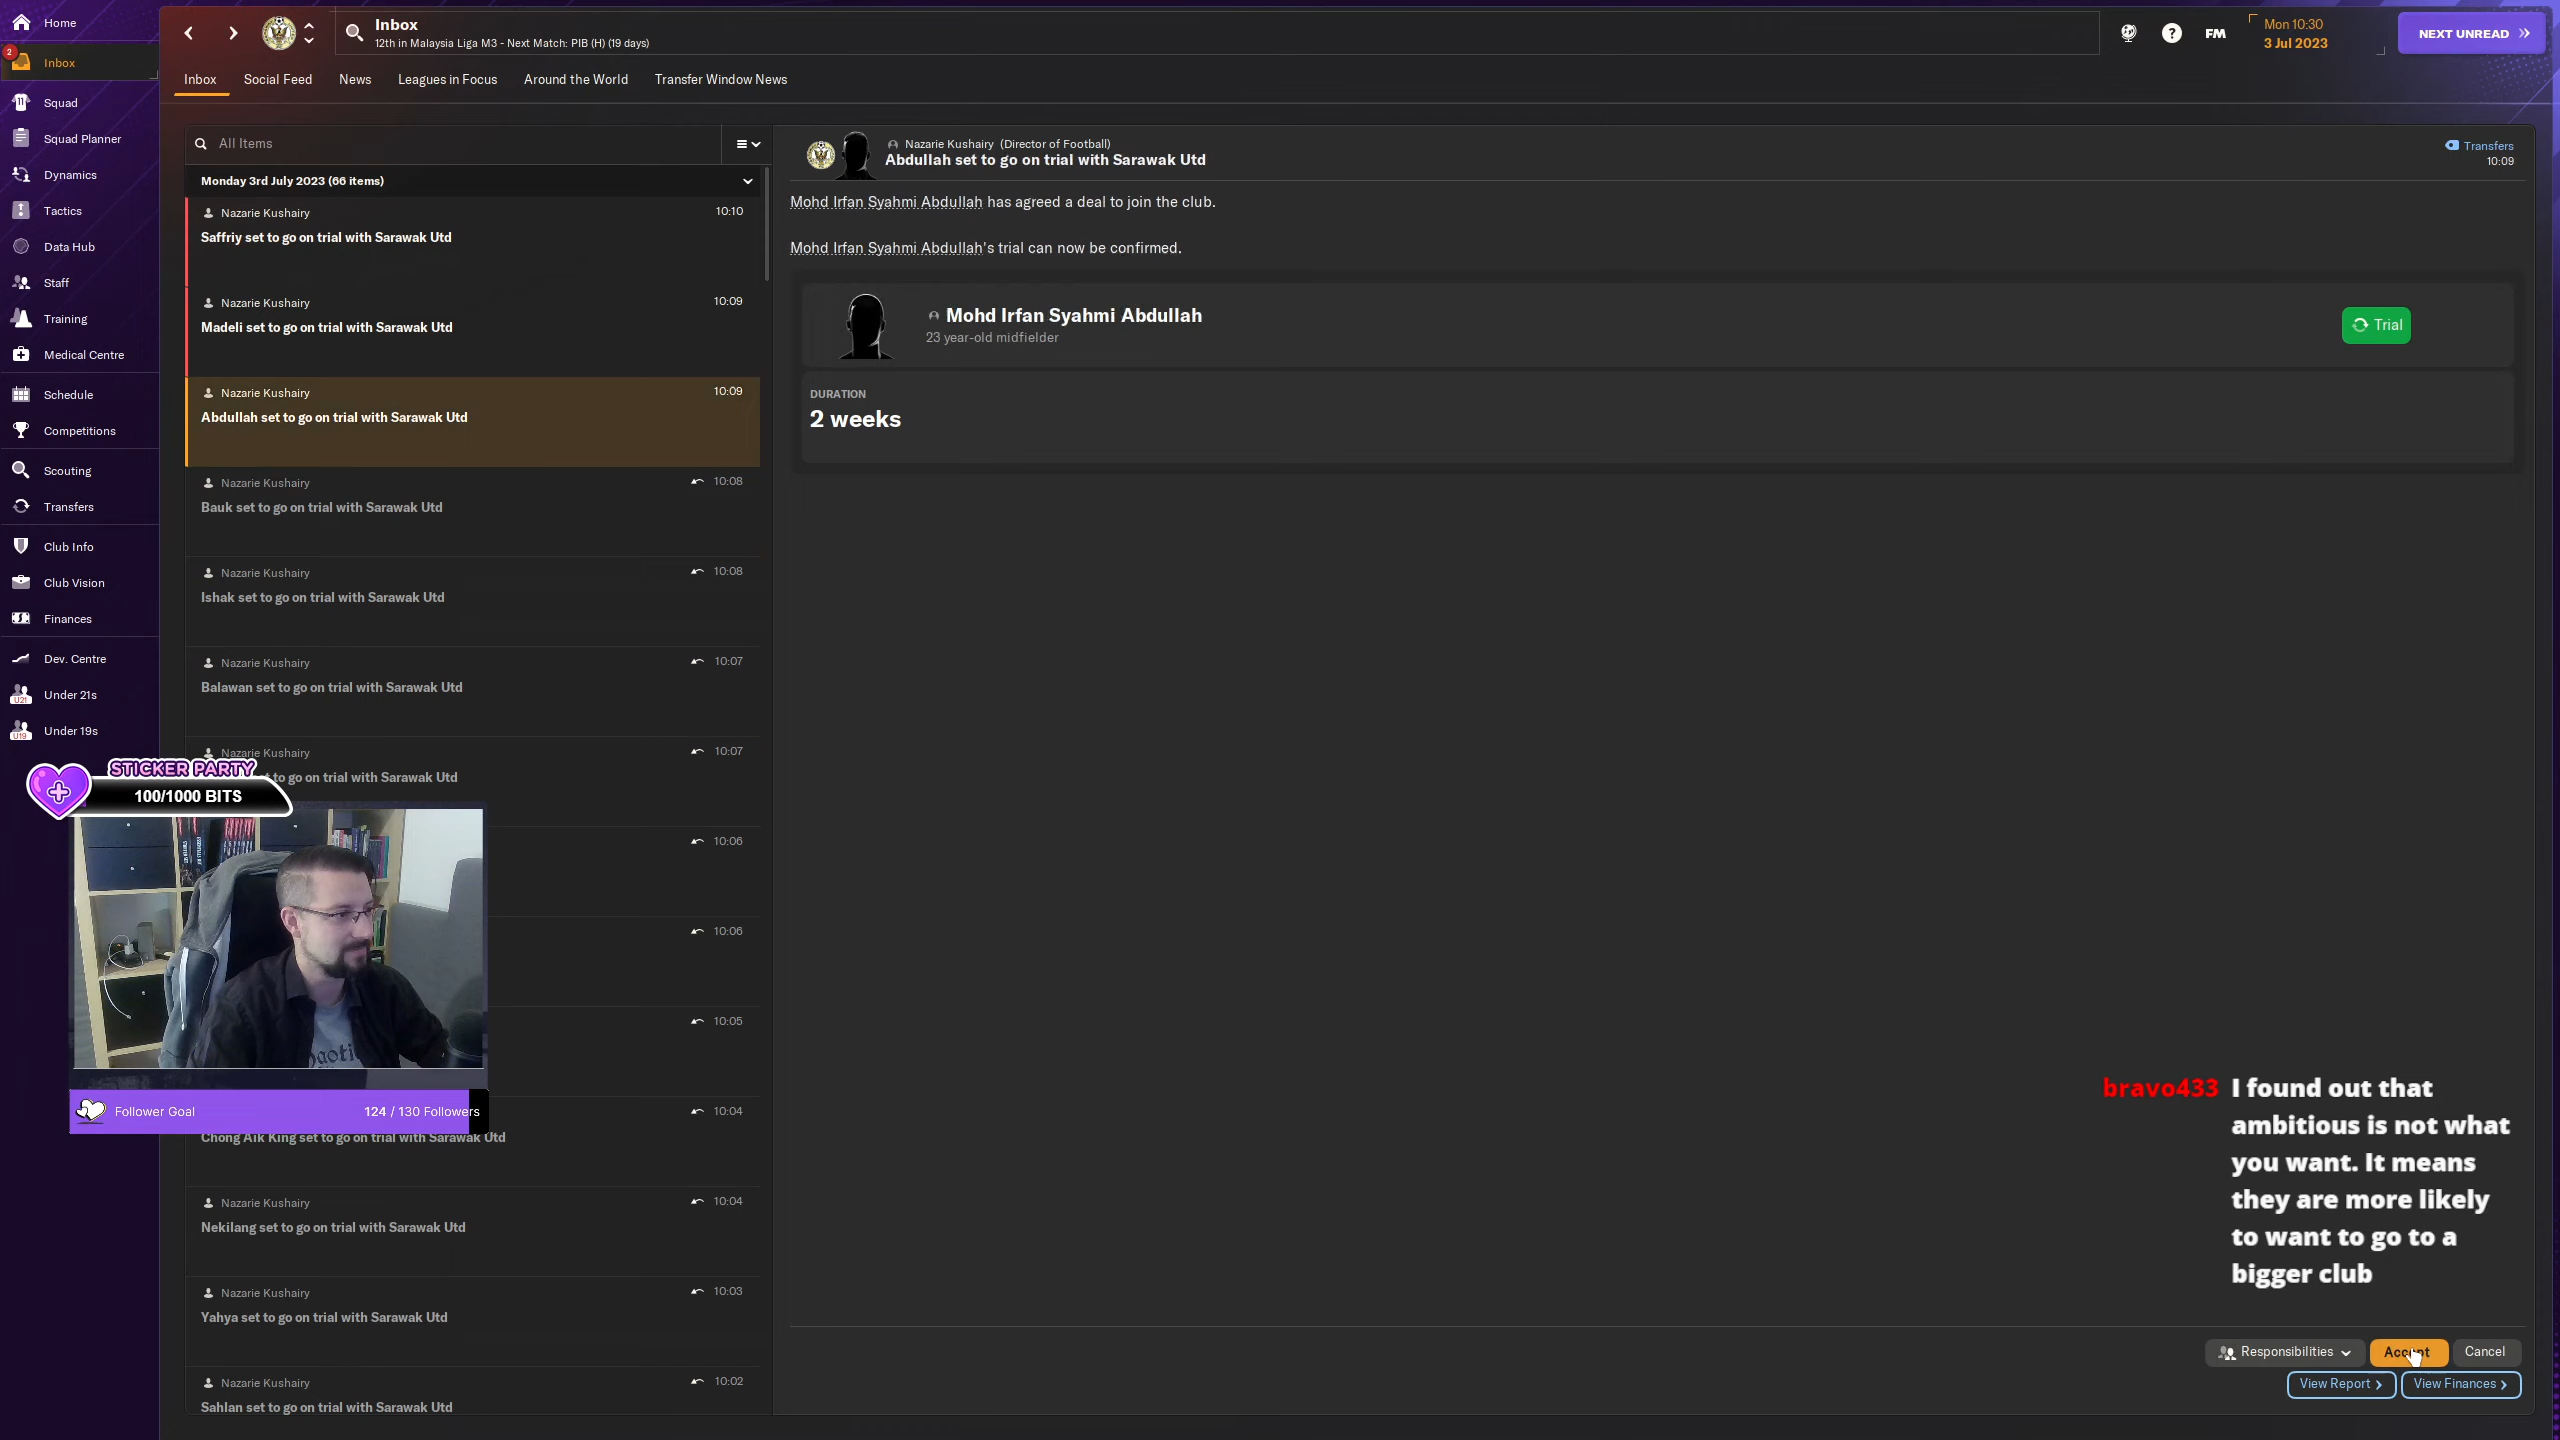 Home
2
Inbox
Squad
Squad Planner
Dynamics
Tactics
Data Hub
Staff
Training
Medical Centre
Schedule
Competitions
Scouting
Transfers
Club Info
Club Vision
Finances
Dev. Centre
U21
Under 21s
U19
Under 19s
Inbox
12th in Malaysia Liga M3 - Next Match: PIB (H) (19 days)
FM
Mon 10:30
3 Jul 2023
NEXT UNREAD
Inbox
Social Feed
News
Leagues in Focus
Around the World
Transfer Window News
All Items
Monday 3rd July 2023 (66 items)
Nazarie Kushairy
10:10
Saffriy set to go on trial with Sarawak Utd
Nazarie Kushairy
10:09
Madeli set to go on trial with Sarawak Utd
Nazarie Kushairy
10:09
Abdullah set to go on trial with Sarawak Utd
Nazarie Kushairy
10:08
Bauk set to go on trial with Sarawak Utd
Nazarie Kushairy
10:08
Ishak set to go on trial with Sarawak Utd
Nazarie Kushairy
10:07
Balawan set to go on trial with Sarawak Utd
Nazarie Kushairy
10:07
to go on trial with Sarawak Utd
10:06
10:06
10:05
10:04
Chong Aik King set to go on trial with Sarawak Utd
Nazarie Kushairy
10:04
Nekilang set to go on trial with Sarawak Utd
Nazarie Kushairy
10:03
Yahya set to go on trial with Sarawak Utd
Nazarie Kushairy
10:02
Sahlan set to go on trial with Sarawak Utd
STICKER PARTY
100/1000 BITS
Follower Goal
124 / 130 Followers
Nazarie Kushairy (Director of Football)
Abdullah set to go on trial with Sarawak Utd
Transfers
10:09
Mohd Irfan Syahmi Abdullah has agreed a deal to join the club.
Mohd Irfan Syahmi Abdullah's trial can now be confirmed.
Mohd Irfan Syahmi Abdullah
23 year-old midfielder
Trial
DURATION
2 weeks
bravo433 I found out that
ambitious is not what
you want. It means
they are more likely
to want to go to a
bigger club
Responsibilities
Accept
Cancel
View Report
View Finances